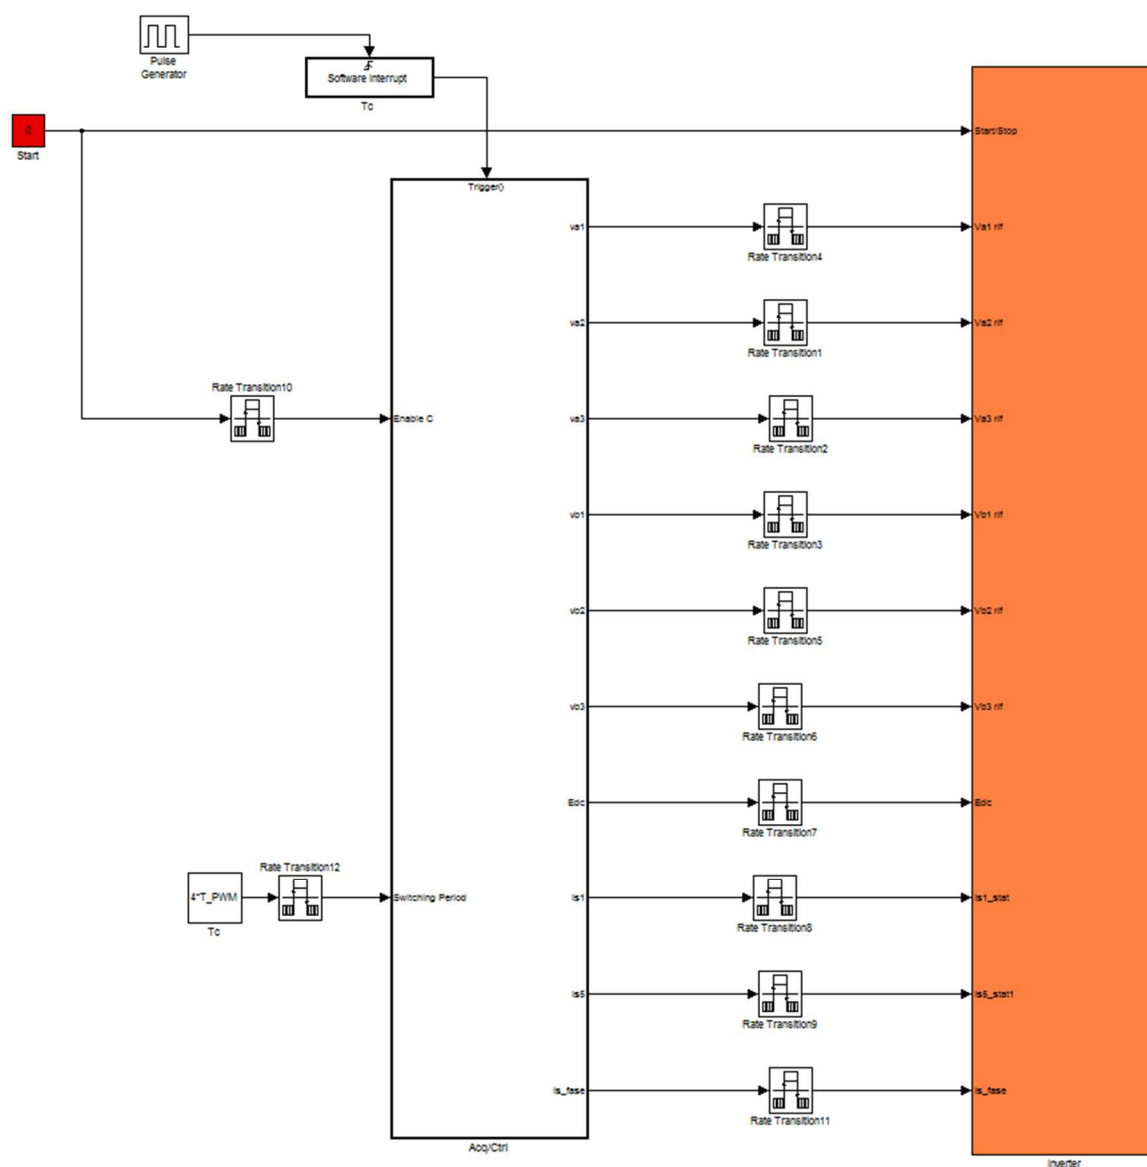 Pulse
Generator
Software Interrupt
Tc
0
Start
Start/Stop
Trigger()
va1
Rate Transition4
Va1 rif
va2
Rate Transition1
Va2 rif
Rate Transition10
Enable C
va3
Rate Transition2
Va3 rif
vb1
Rate Transition3
Vb1 rif
vb2
Rate Transition5
Vb2 rif
vb3
Rate Transition6
Vb3 rif
Edc
Rate Transition7
Edc
4*T_PWM
Tc
Rate Transition12
Switching Period
Is1
Rate Transition8
Is1_stat
Is5
Rate Transition9
Is5_stat1
Is_fase
Rate Transition11
Is_fase
Acq/Ctrl
Inverter